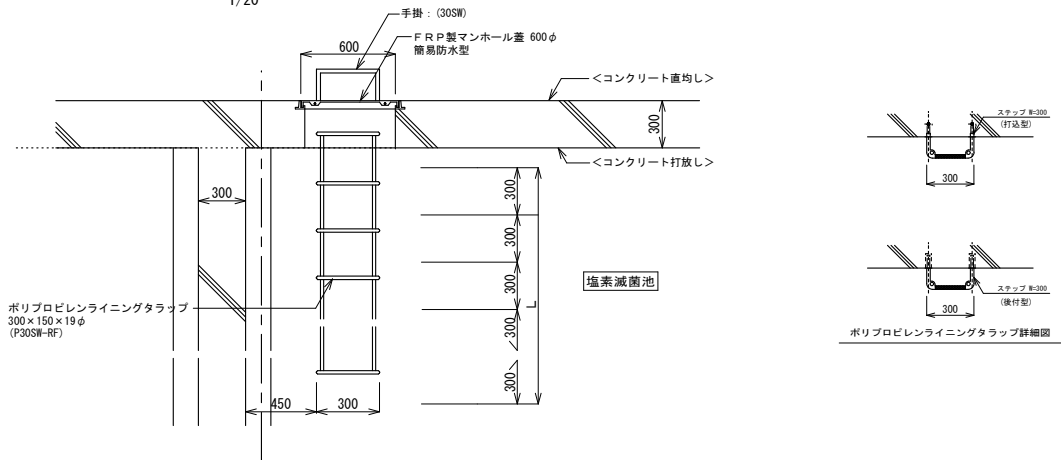 1/20
手掛：(30SW)
ＦＲＰ製マンホール蓋 600φ
簡易防水型
600
＜コンクリート直均し＞
300
＜コンクリート打放し＞
300
300
300
300
300
300
L
塩素滅菌池
ポリプロピレンライニングタラップ
300×150×19φ
(P30SW-RF)
450
300
ステップ W=300
(打込型)
300
ステップ W=300
(後付型)
300
ポリプロピレンライニングタラップ詳細図